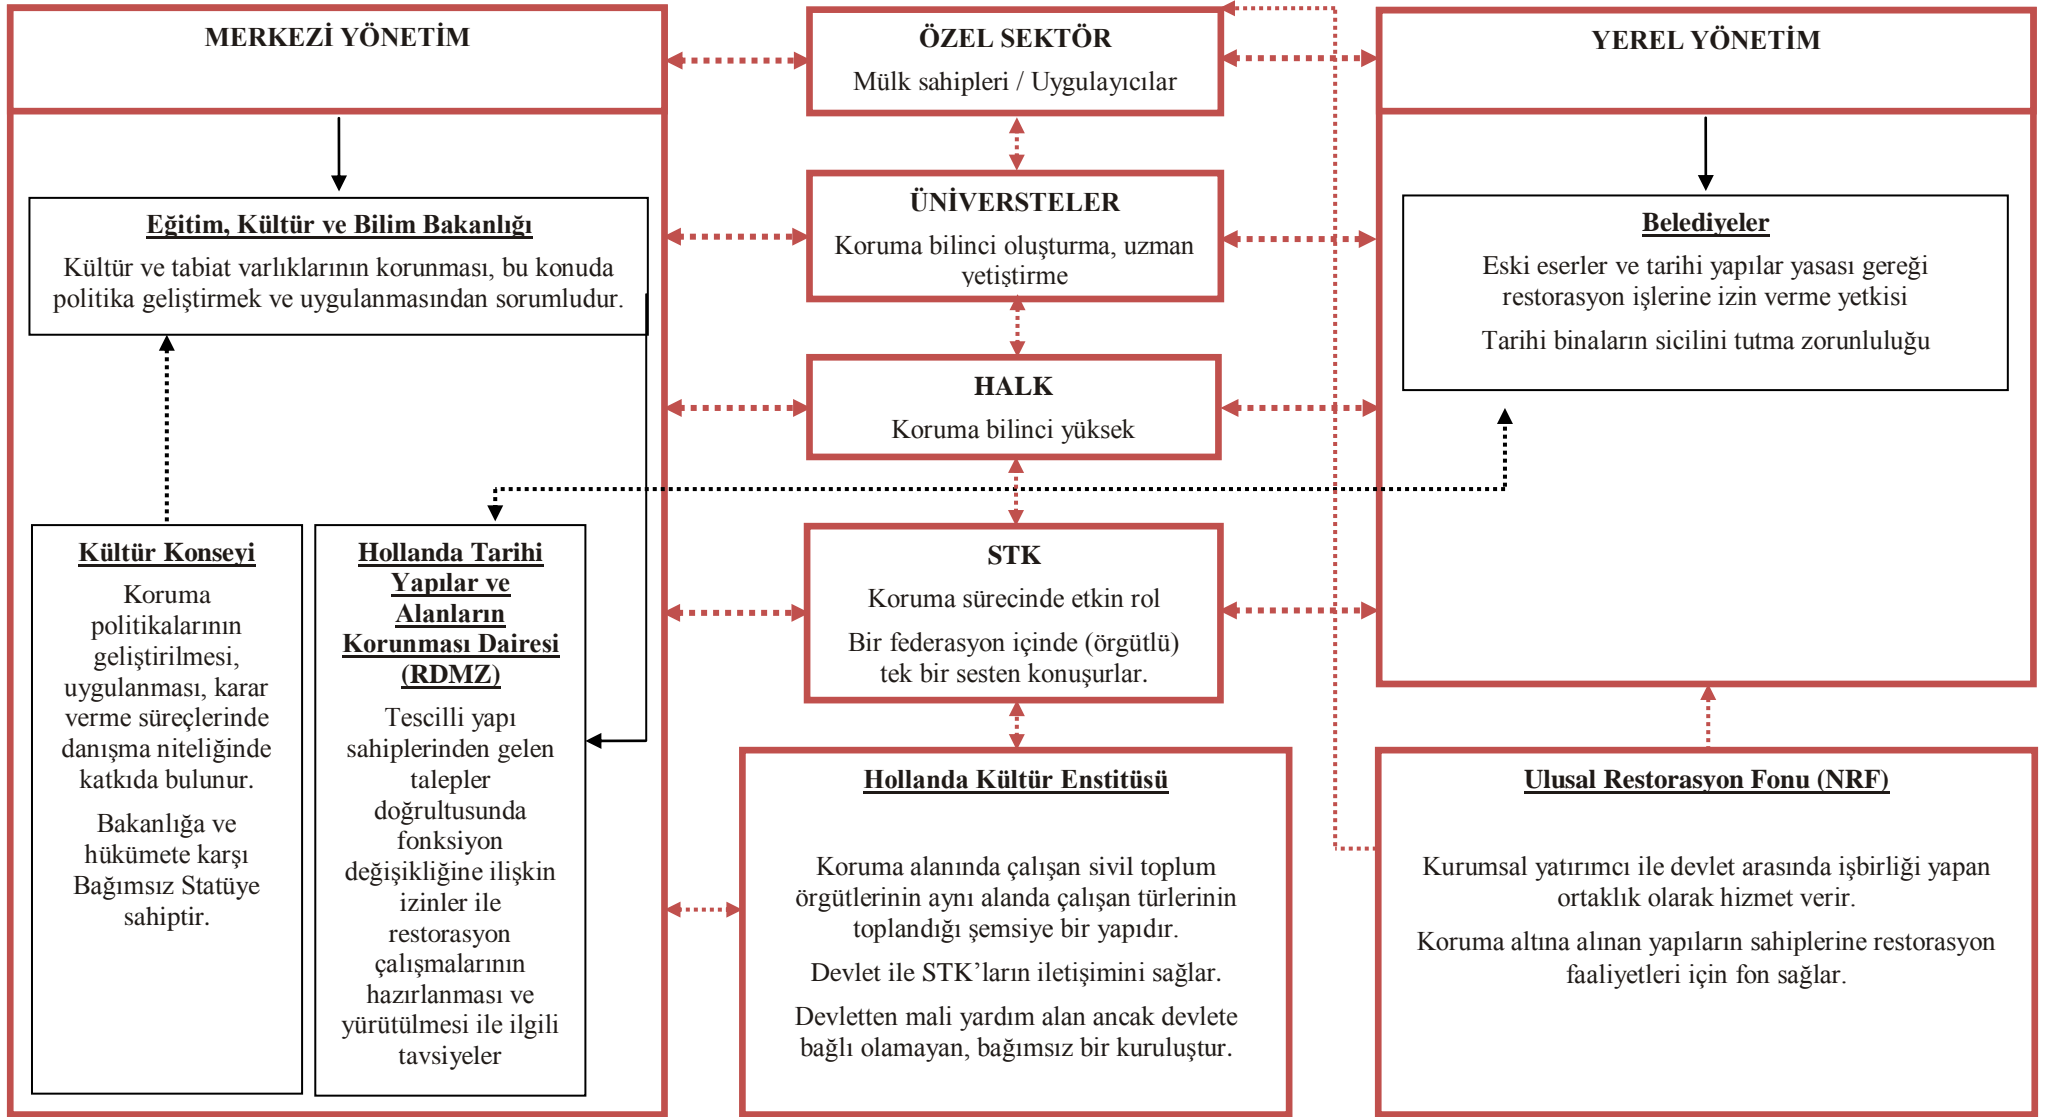 MERKEZİ YÖNETİM
Eğitim, Kültür ve Bilim Bakanlığı
Kültür ve tabiat varlıklarının korunması, bu konuda
politika geliştirmek ve uygulanmasından sorumludur.
Kültür Konseyi
Koruma
politikalarının
geliştirilmesi,
uygulanması, karar
verme süreçlerinde
danışma niteliğinde
katkıda bulunur.
Bakanlığa ve
hükümete karşı
Bağımsız Statüye
sahiptir.
Hollanda Tarihi
Yapılar ve
Alanların
Korunması Dairesi
(RDMZ)
Tescilli yapı
sahiplerinden gelen
talepler
doğrultusunda
fonksiyon
değişikliğine ilişkin
izinler ile
restorasyon
çalışmalarının
hazırlanması ve
yürütülmesi ile ilgili
tavsiyeler
ÖZEL SEKTÖR
Mülk sahipleri / Uygulayıcılar
ÜNİVERSTELER
Koruma bilinci oluşturma, uzman
yetiştirme
HALK
Koruma bilinci yüksek
STK
Koruma sürecinde etkin rol
Bir federasyon içinde (örgütlü)
tek bir sesten konuşurlar.
Hollanda Kültür Enstitüsü
Koruma alanında çalışan sivil toplum
örgütlerinin aynı alanda çalışan türlerinin
toplandığı şemsiye bir yapıdır.
Devlet ile STK’ların iletişimini sağlar.
Devletten mali yardım alan ancak devlete
bağlı olamayan, bağımsız bir kuruluştur.
YEREL YÖNETİM
Belediyeler
Eski eserler ve tarihi yapılar yasası gereği
restorasyon işlerine izin verme yetkisi
Tarihi binaların sicilini tutma zorunluluğu
Ulusal Restorasyon Fonu (NRF)
Kurumsal yatırımcı ile devlet arasında işbirliği yapan
ortaklık olarak hizmet verir.
Koruma altına alınan yapıların sahiplerine restorasyon
faaliyetleri için fon sağlar.